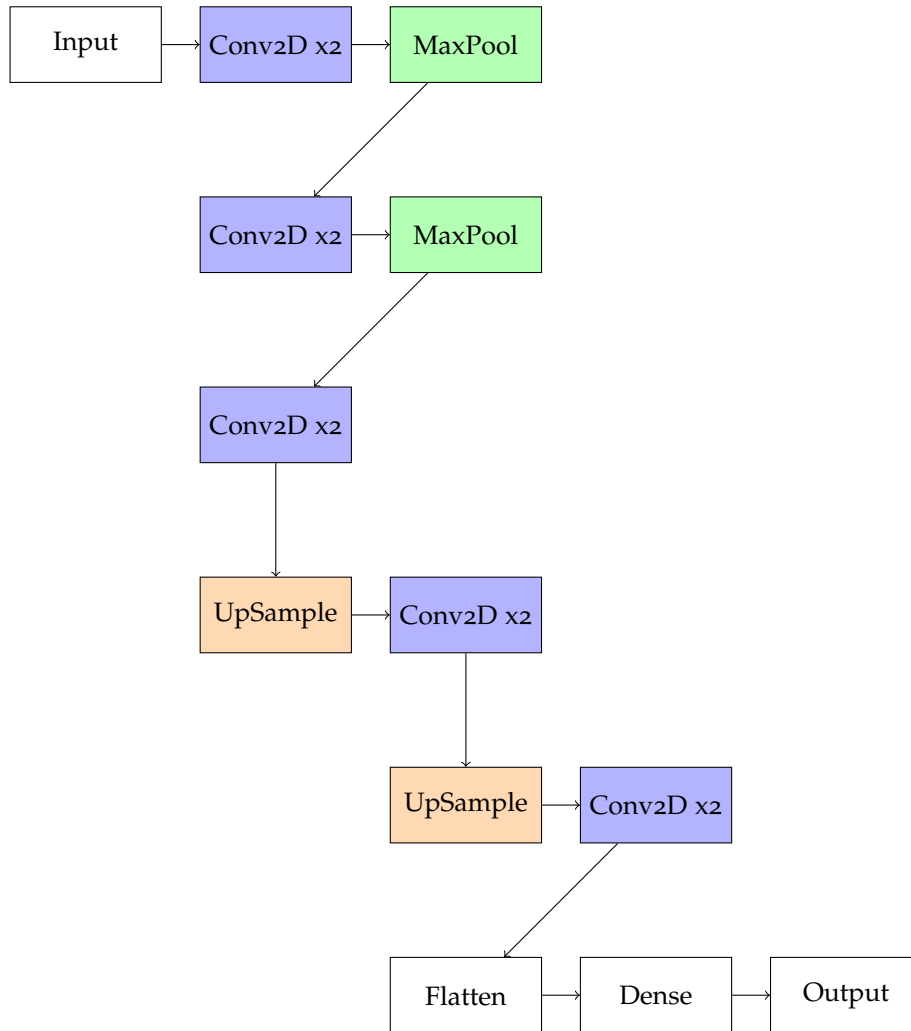 Input
Conv2D x2
MaxPool
Conv2D x2
MaxPool
Conv2D x2
UpSample
Conv2D x2
UpSample
Conv2D x2
Flatten
Dense
Output